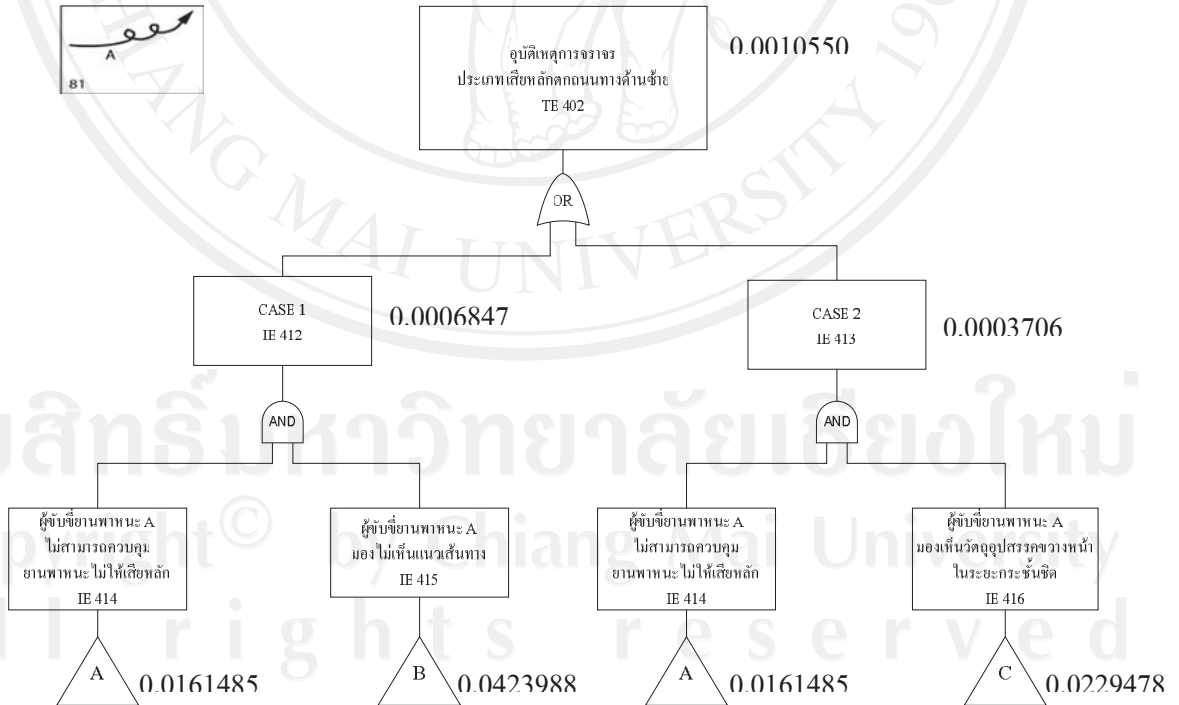 A
81
อุบัติเหตุการจราจร
ประเภทเสียหลักตกถนนทางด้านซ้าย
TE 402
0.0010550
OR
CASE 1
IE 412
0.0006847
CASE 2
IE 413
0.0003706
AND
AND
ผู้ขับขี่ยานพาหนะ A
ไม่สามารถควบคุม
ยานพาหนะไม่ให้เสียหลัก
IE 414
ผู้ขับขี่ยานพาหนะ A
มองไม่เห็นแนวเส้นทาง
IE 415
ผู้ขับขี่ยานพาหนะ A
ไม่สามารถควบคุม
ยานพาหนะไม่ให้เสียหลัก
IE 414
ผู้ขับขี่ยานพาหนะ A
มองเห็นวัตถุอุปสรรคขวางหน้า
ในระยะกระชั้นชิด
IE 416
A
0.0161485
B
0.0423988
A
0.0161485
C
0.0229478
MAI UNIVERSITY
มหาวิทยาลัยเชียงใหม่
by Chiang Mai University
rights reserved